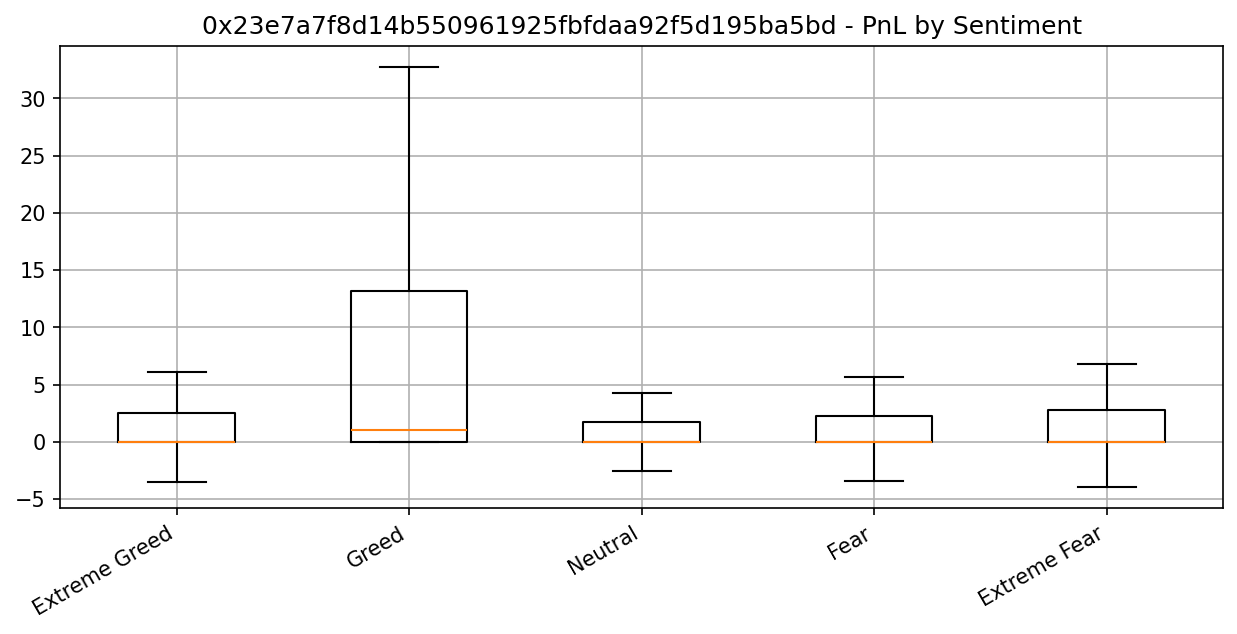 0x23e7a7f8d14b550961925fbfdaa92f5d195ba5bd - PnL by Sentiment
30
25
20
15
10
5
0
−5
Extreme Greed
Greed
Neutral
Fear
Extreme Fear